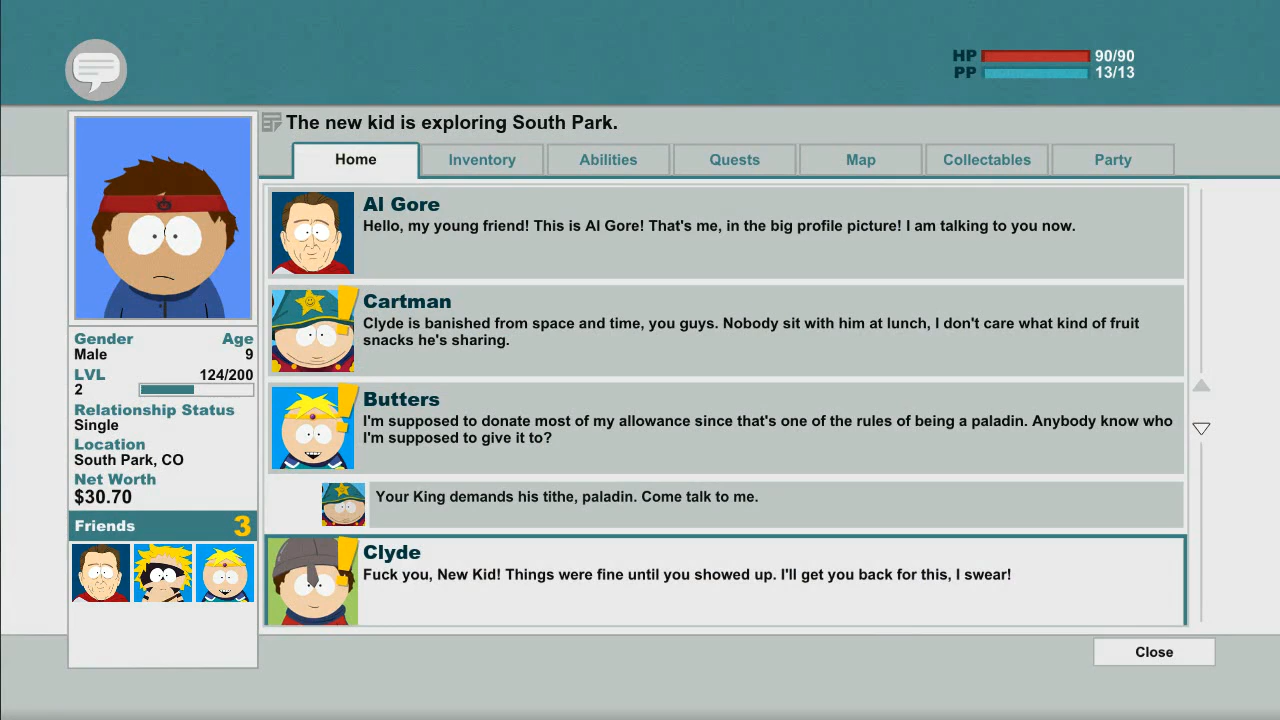 HP 90/90
PP 13/13
The new kid is exploring South Park.
Home Inventory Abilities Quests Map Collectables Party
Al Gore
Hello, my young friend! This is Al Gore! That's me, in the big profile picture! I am talking to you now.
Cartman
Clyde is banished from space and time, you guys. Nobody sit with him at lunch, I don't care what kind of fruit
snacks he's sharing.
Butters
I'm supposed to donate most of my allowance since that's one of the rules of being a paladin. Anybody know who
I'm supposed to give it to?
Your King demands his tithe, paladin. Come talk to me.
Clyde
Fuck you, New Kid! Things were fine until you showed up. I'll get you back for this, I swear!
Gender Age
Male 9
LVL 124/200
2
Relationship Status
Single
Location
South Park, CO
Net Worth
$30.70
Friends 3
Close